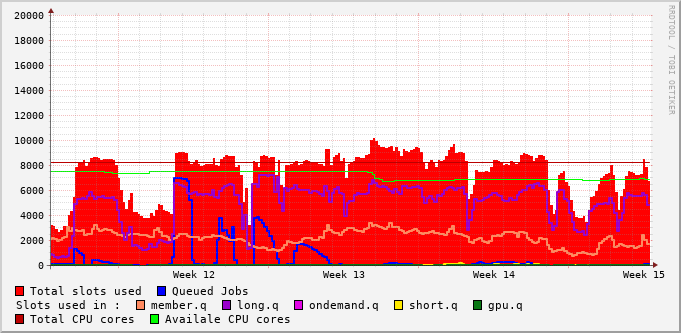 RRDTOOL / TOBI OETIKER
20000
18000
16000
14000
12000
10000
8000
6000
4000
2000
0
Week 12 Week 13 Week 14 Week 15
Total slots used Queued Jobs
Slots used in : member.q long.q ondemand.q short.q gpu.q
Total CPU cores Availale CPU cores